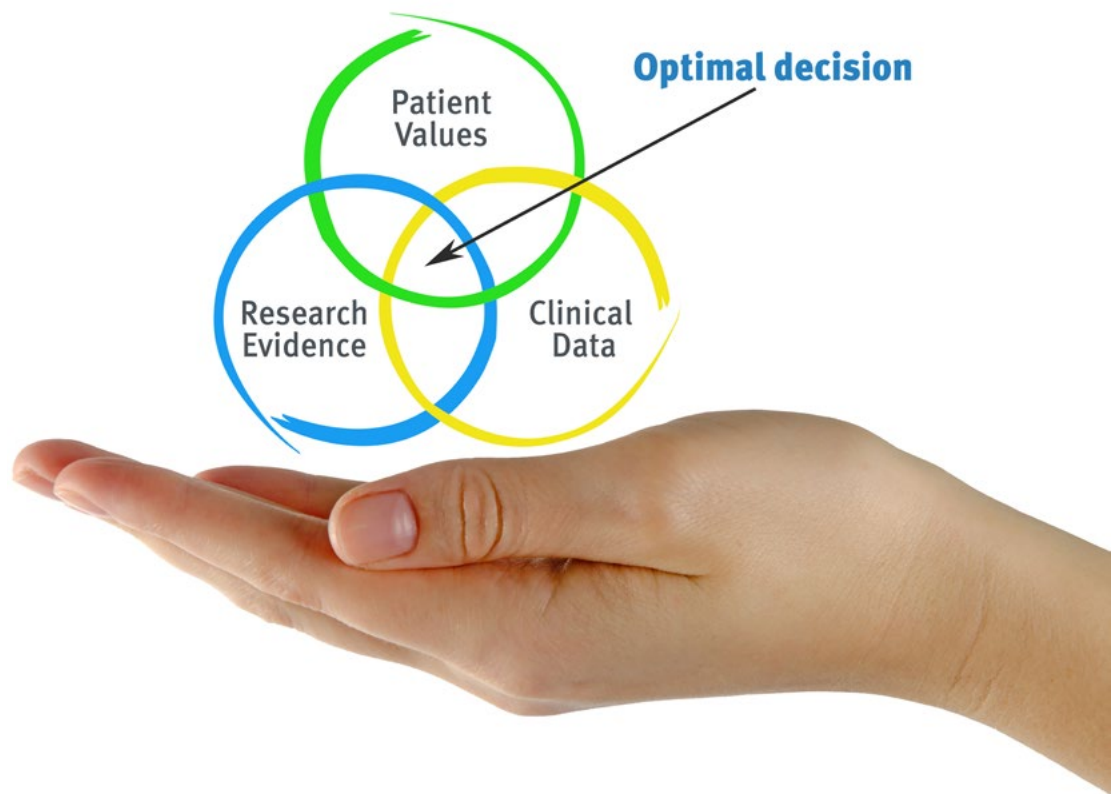 Optimal decision
Patient
Values
Research
Evidence
Clinical
Data